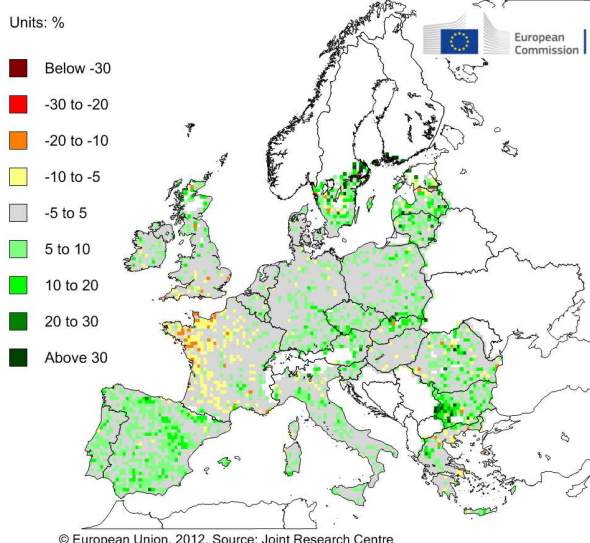 Units: %
European
Commission
Below -30
-30 to -20
-20 to -10
-10 to -5
-5 to 5
5 to 10
10 to 20
20 to 30
Above 30
© European Union, 2012. Source: Joint Research Centre